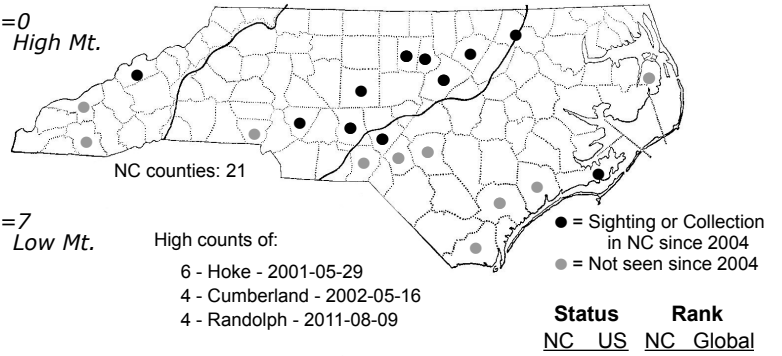 =0
High Mt.
NC counties: 21
=7
Low Mt.
High counts of:
6 - Hoke - 2001-05-29
4 - Cumberland - 2002-05-16
4 - Randolph - 2011-08-09
= Sighting or Collection
in NC since 2004
= Not seen since 2004
Status Rank
NC US NC Global